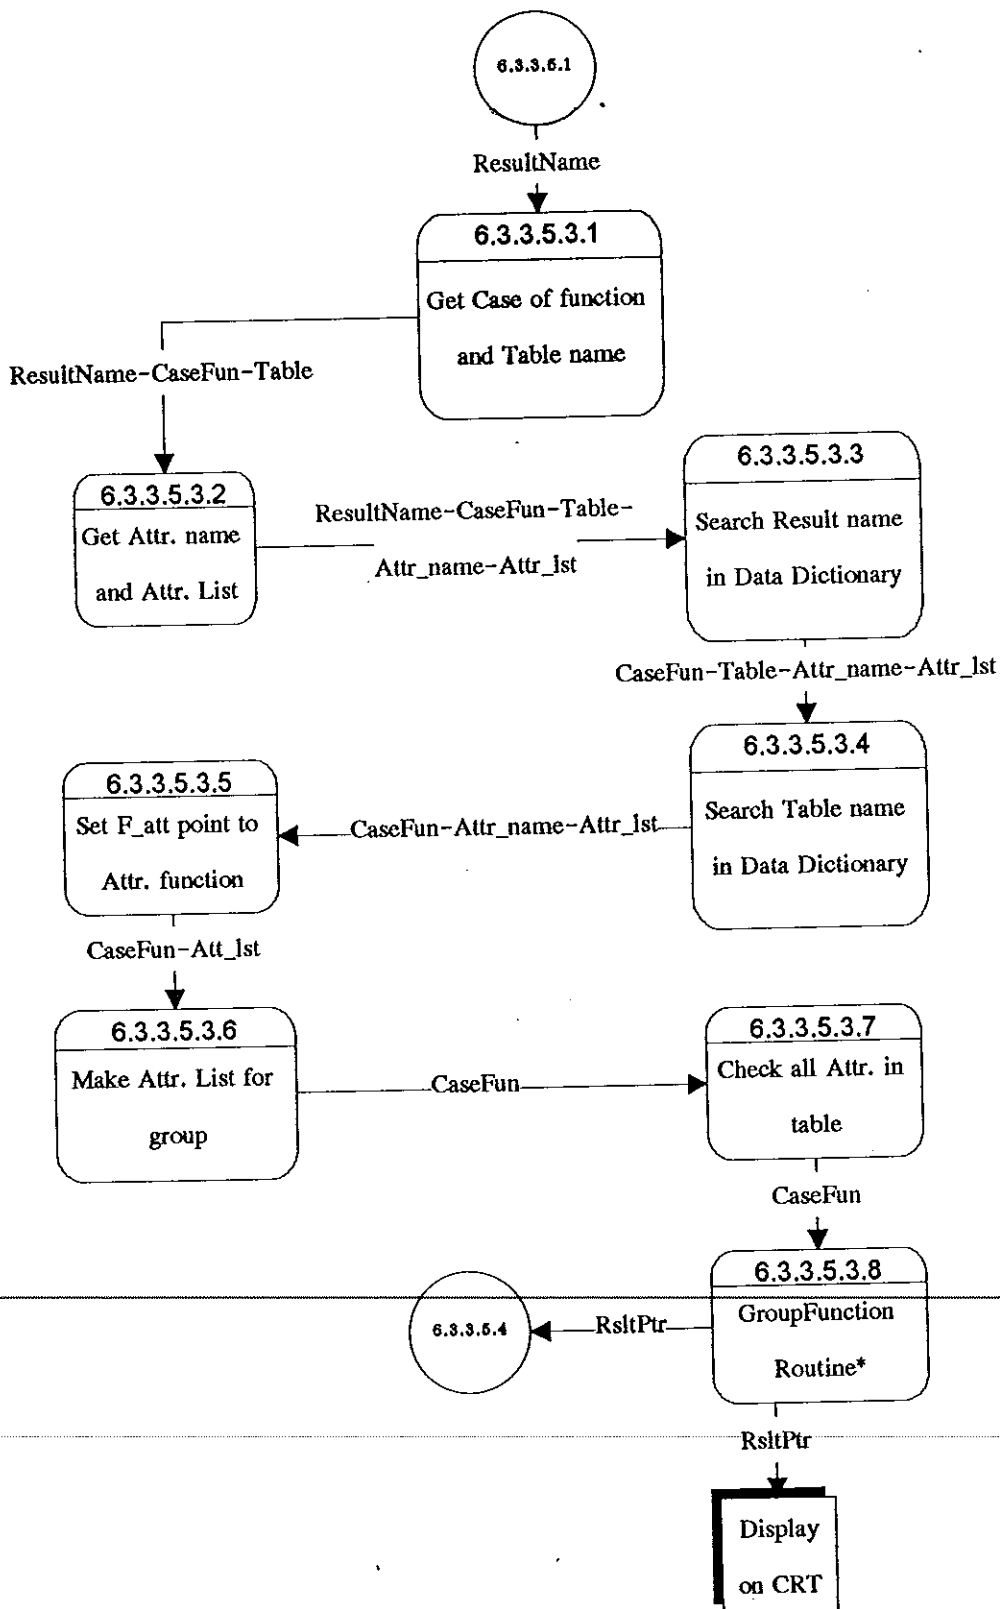 6.3.3.5.1
ResultName
6.3.3.5.3.1
Get Case of function
and Table name
ResultName-CaseFun-Table
6.3.3.5.3.2
Get Attr. name
and Attr. List
ResultName-CaseFun-Table-
Attr_name-Attr_lst
6.3.3.5.3.3
Search Result name
in Data Dictionary
CaseFun-Table-Attr_name-Attr_lst
6.3.3.5.3.4
Search Table name
in Data Dictionary
CaseFun-Attr_name-Attr_lst
6.3.3.5.3.5
Set F_att point to
Attr. function
CaseFun-Att_lst
6.3.3.5.3.6
Make Attr. List for
group
CaseFun
6.3.3.5.3.7
Check all Attr. in
table
CaseFun
6.3.3.5.3.8
GroupFunction
Routine*
RsltPtr
6.3.3.5.4
RsltPtr
Display
on CRT